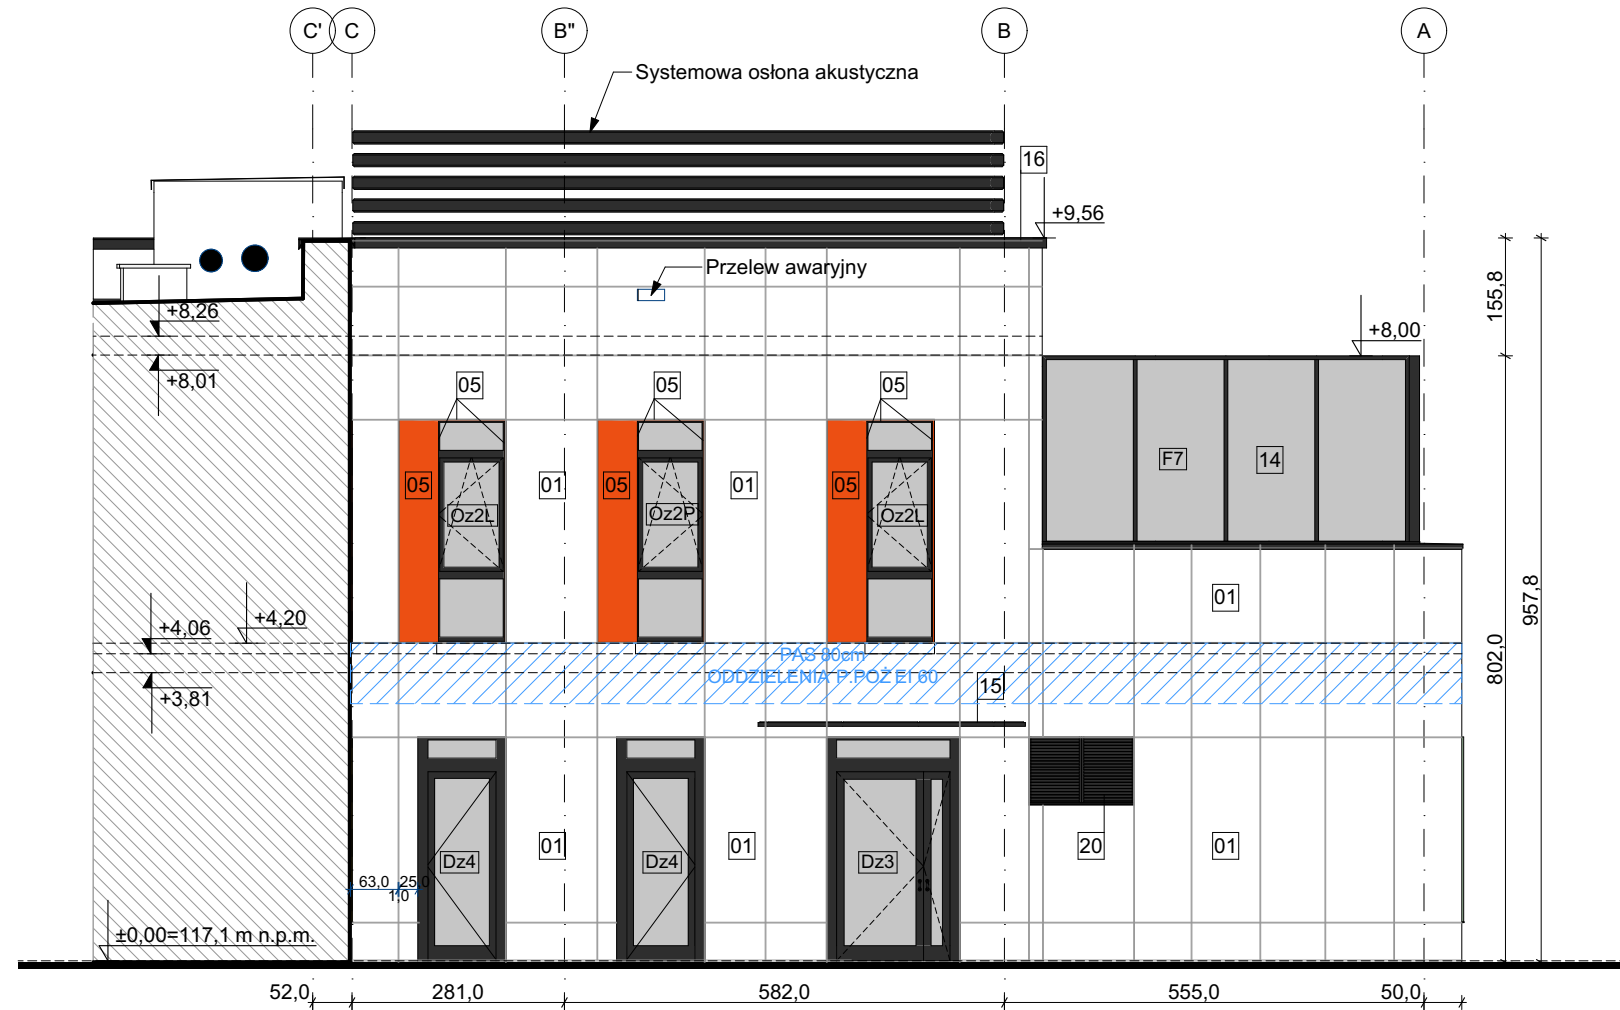 C'
C
B"
B
A
Systemowa osłona akustyczna
16
+9,56
Przelew awaryjny
+8,26
+8,01
+8,00
155,8
05
05
05
05
01
05
01
05
F7
14
Oz2L
Oz2P
Oz2L
01
957,8
802,0
+4,06
+4,20
+3,81
PAS 80cm
ODDZIELENIA P.POŻ EI 60
15
Dz4
01
Dz4
01
Dz3
20
01
63,0
25,0
1,0
±0,00=117,1 m n.p.m.
52,0
281,0
582,0
555,0
50,0